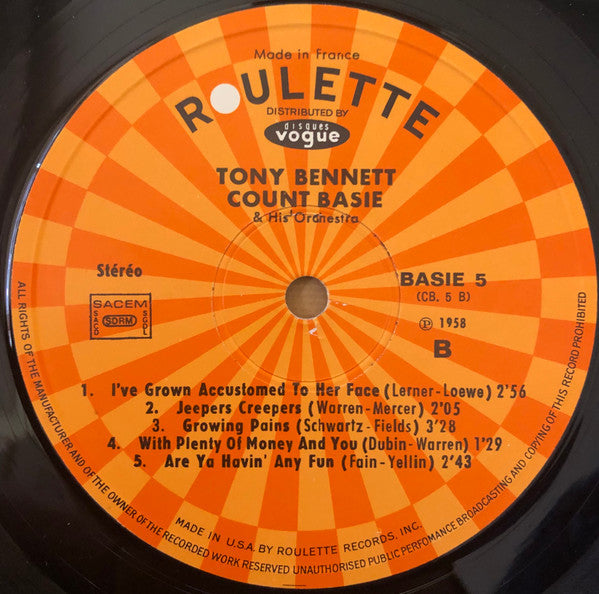 Made in France
ROULETTE
DISTRIBUTED BY
disques
vogue
TONY BENNETT
COUNT BASIE
& His Orchestra
Stéréo
BASIE 5
(CB. 5 B)
SACEM
SACD
SDRM
SGDL
Ⓟ 1958
B
1. I've Grown Accustomed To Her Face (Lerner-Loewe) 2'56
2. Jeepers Creepers (Warren-Mercer) 2'05
3. Growing Pains (Schwartz-Fields) 3'28
4. With Plenty Of Money And You (Dubin-Warren) 1'29
5. Are Ya Havin' Any Fun (Fain-Yellin) 2'43
MADE IN U.S.A. BY ROULETTE RECORDS, INC.
ALL RIGHTS OF THE MANUFACTURER AND OF THE OWNER OF THE RECORDED WORK RESERVED UNAUTHORISED PUBLIC PERFOMANCE BROADCASTING AND COPYING OF THIS RECORD PROHIBITED